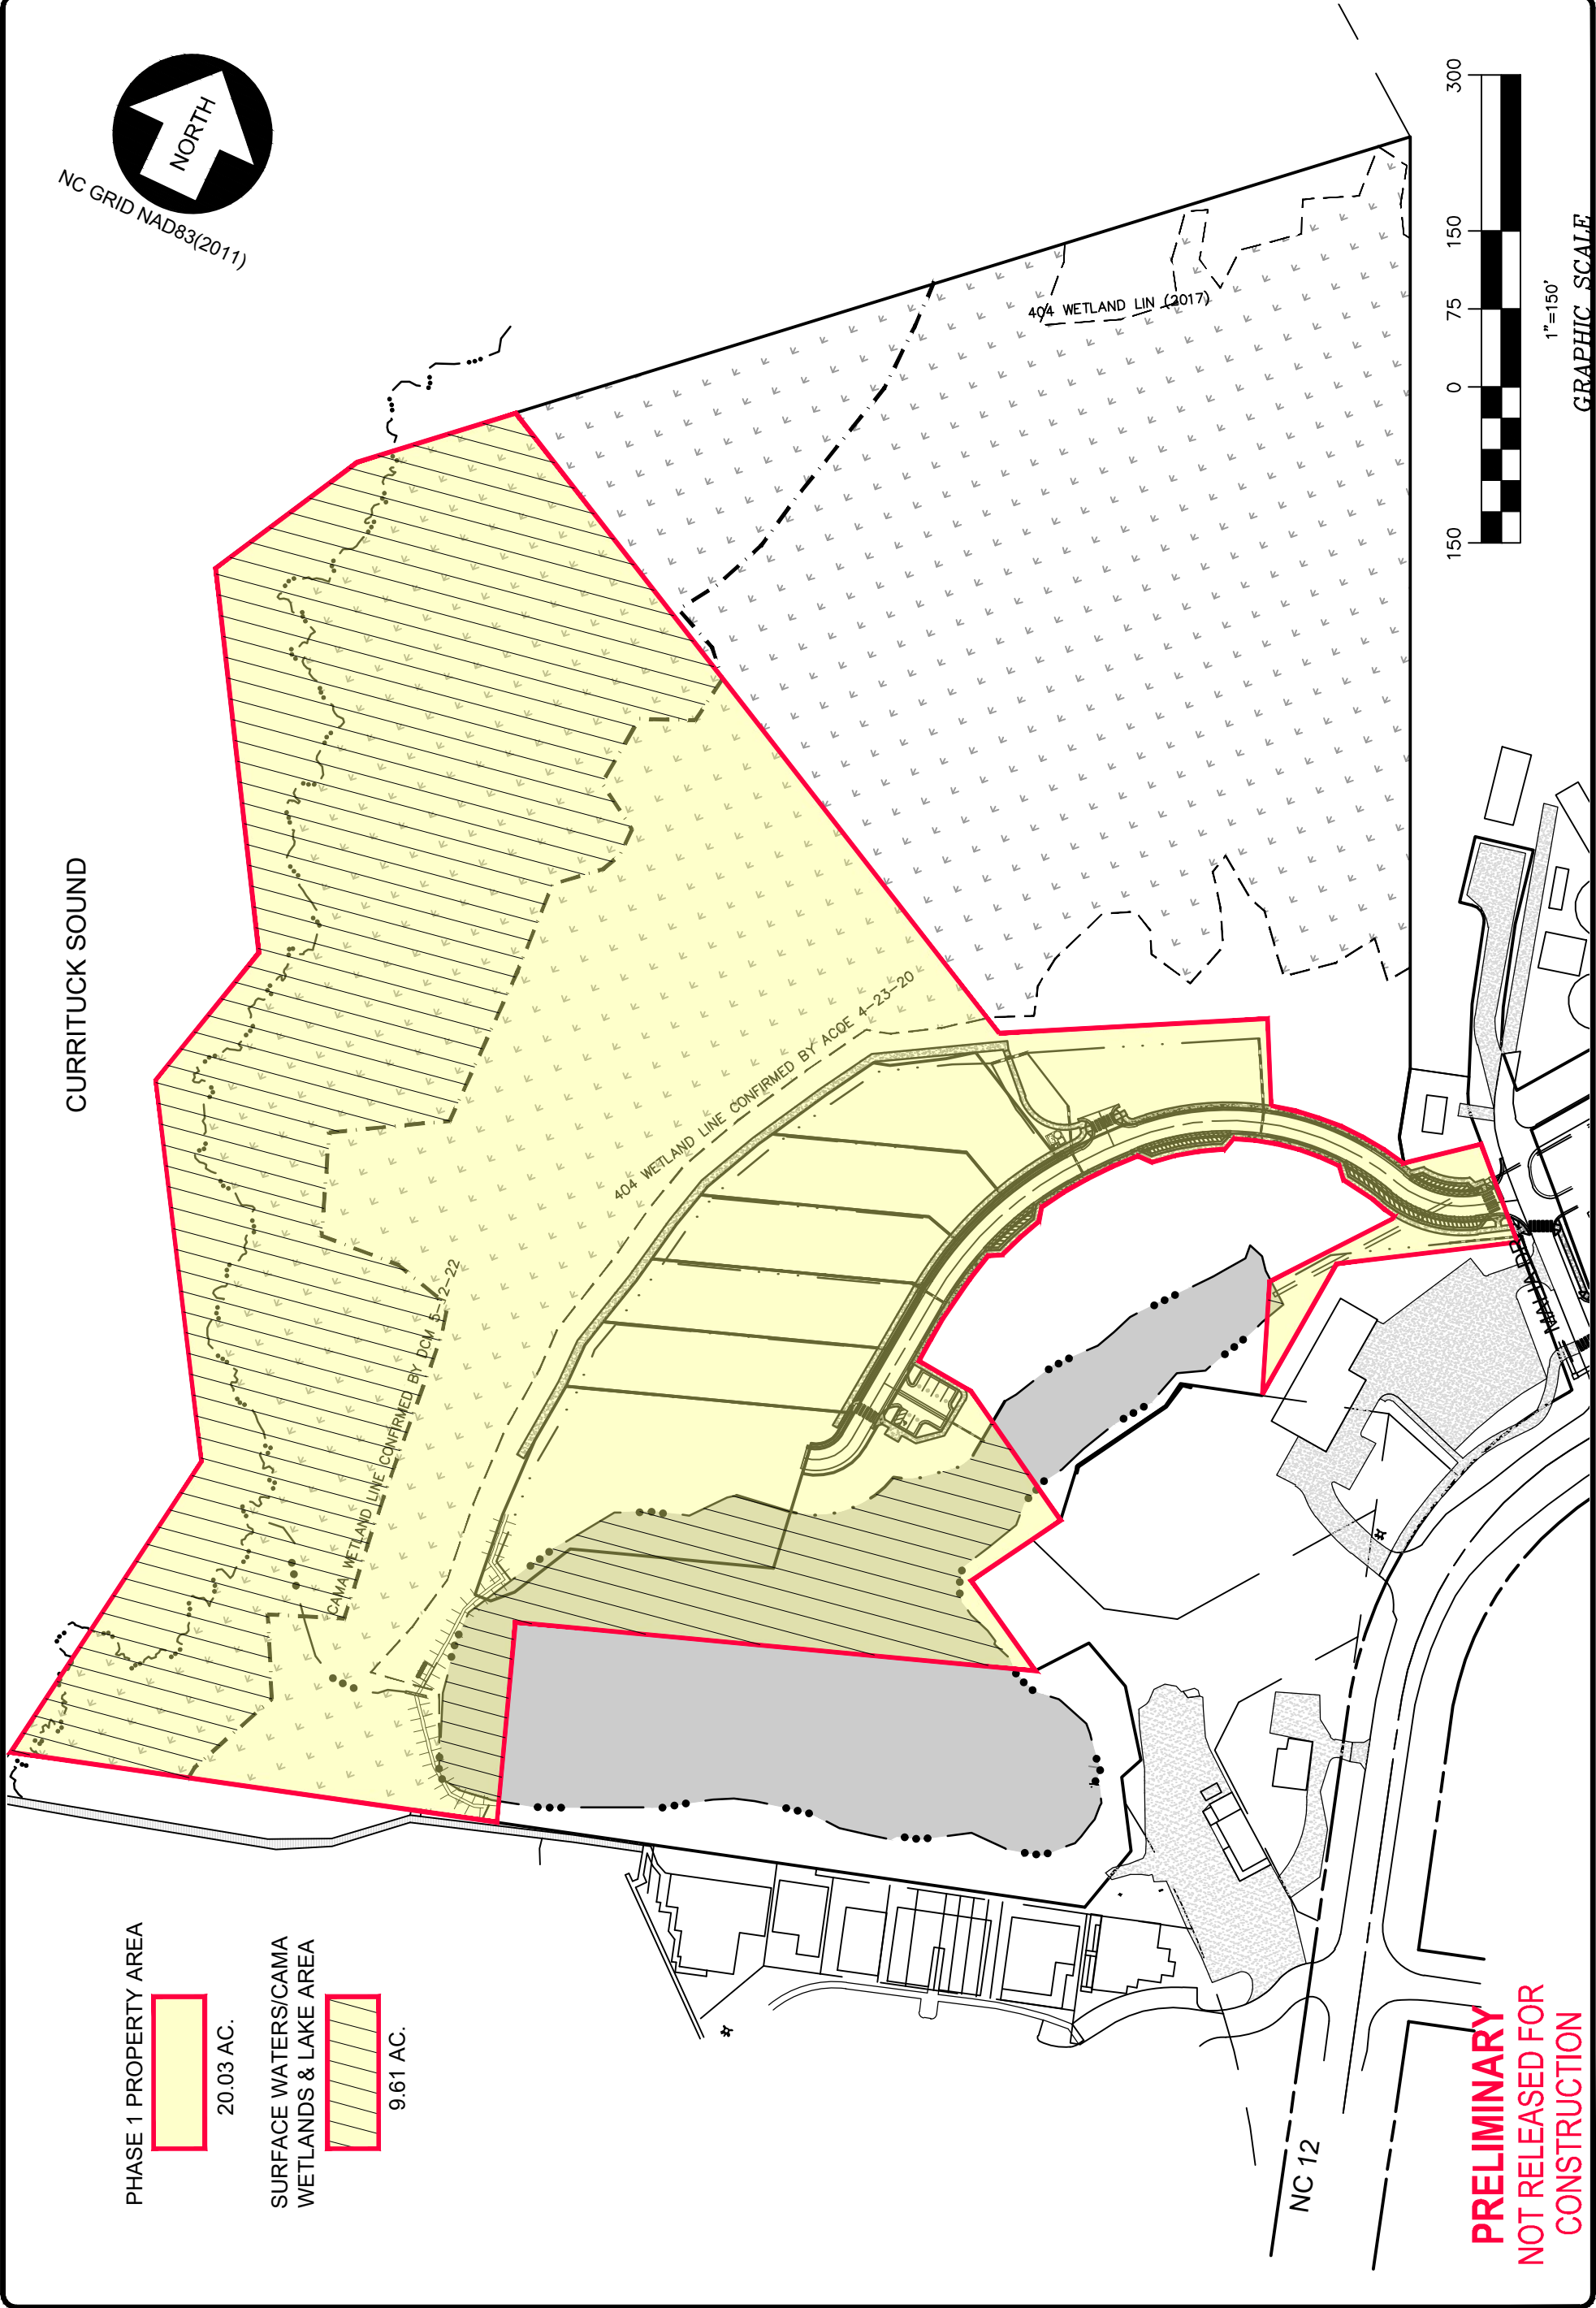 NORTH
NC GRID NAD83(2011)
CURRITUCK SOUND
404 WETLAND LIN (2017)
404 WETLAND LINE CONFIRMED BY ACOE 4-23-20
CAMA WETLAND LINE CONFIRMED BY DCM 5-12-22
PHASE 1 PROPERTY AREA
20.03 AC.
SURFACE WATERS/CAMA
WETLANDS & LAKE AREA
9.61 AC.
NC 12
150 0 75 150 300
1"=150'
GRAPHIC SCALE
PRELIMINARY
NOT RELEASED FOR
CONSTRUCTION